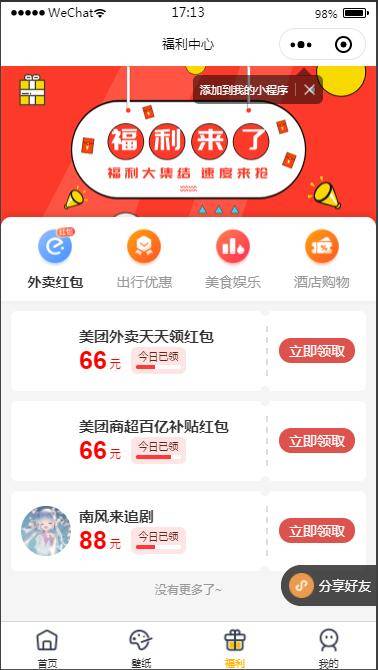 WeChat
17:13
98%
福利中心
添加到我的小程序
福利来了
福利大集结 速度来抢
红包
外卖红包
出行优惠
美食娱乐
酒店购物
美团外卖天天领红包
66元
今日已领
立即领取
美团商超百亿补贴红包
66元
今日已领
立即领取
南风来追剧
88元
今日已领
立即领取
没有更多了~
分享好友
首页
壁纸
福利
我的